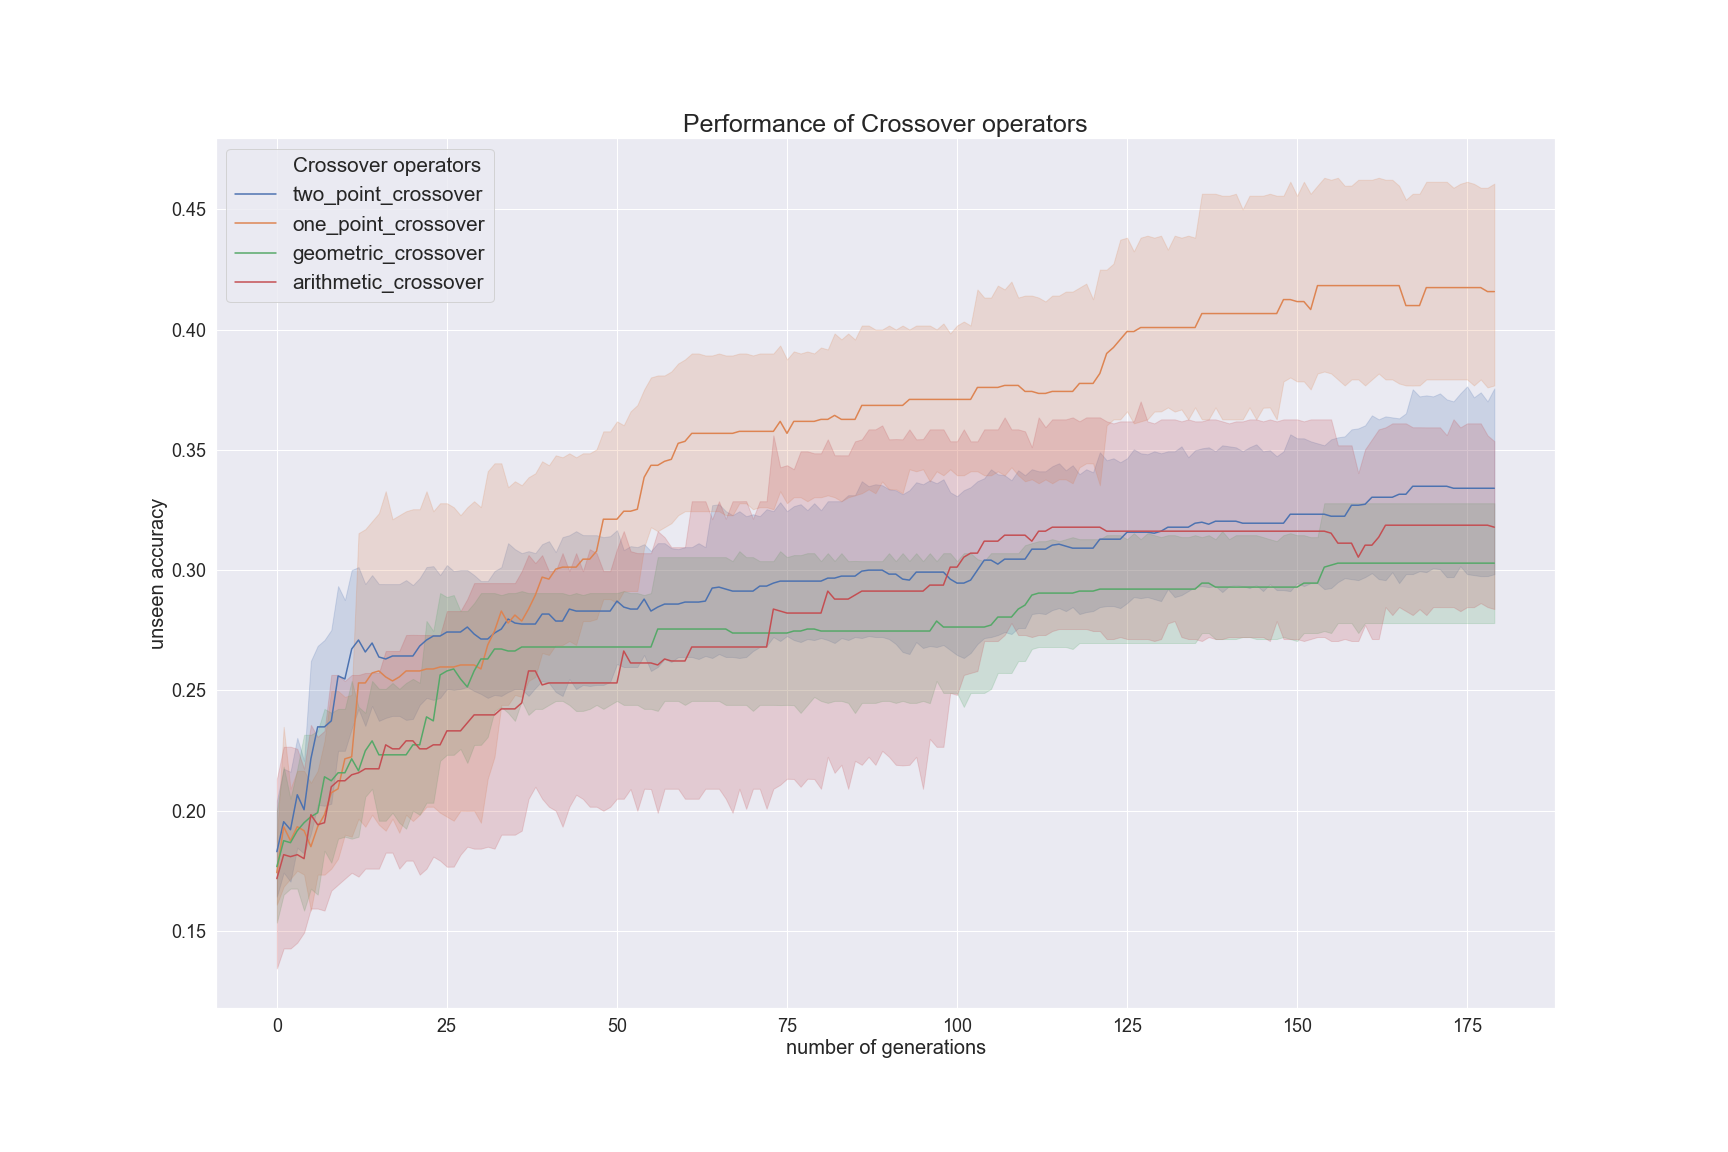 Performance of Crossover operators
Crossover operators
two_point_crossover
one_point_crossover
geometric_crossover
arithmetic_crossover
unseen accuracy
0.45
0.40
0.35
0.30
0.25
0.20
0.15
0 25 50 75 100 125 150 175
number of generations